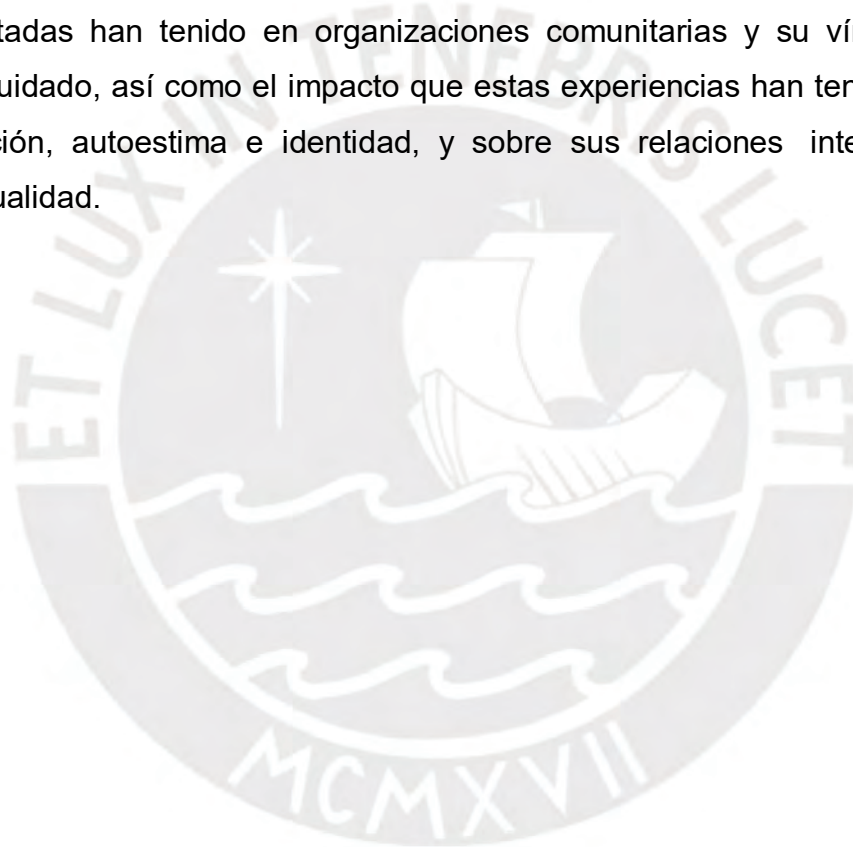 tadas han tenido en organizaciones comunitarias y su ví
uidado, así como el impacto que estas experiencias han ten
ción, autoestima e identidad, y sobre sus relaciones inte
ualidad.
ET LUX IN TENEBRIS LUCET
MCMXVII